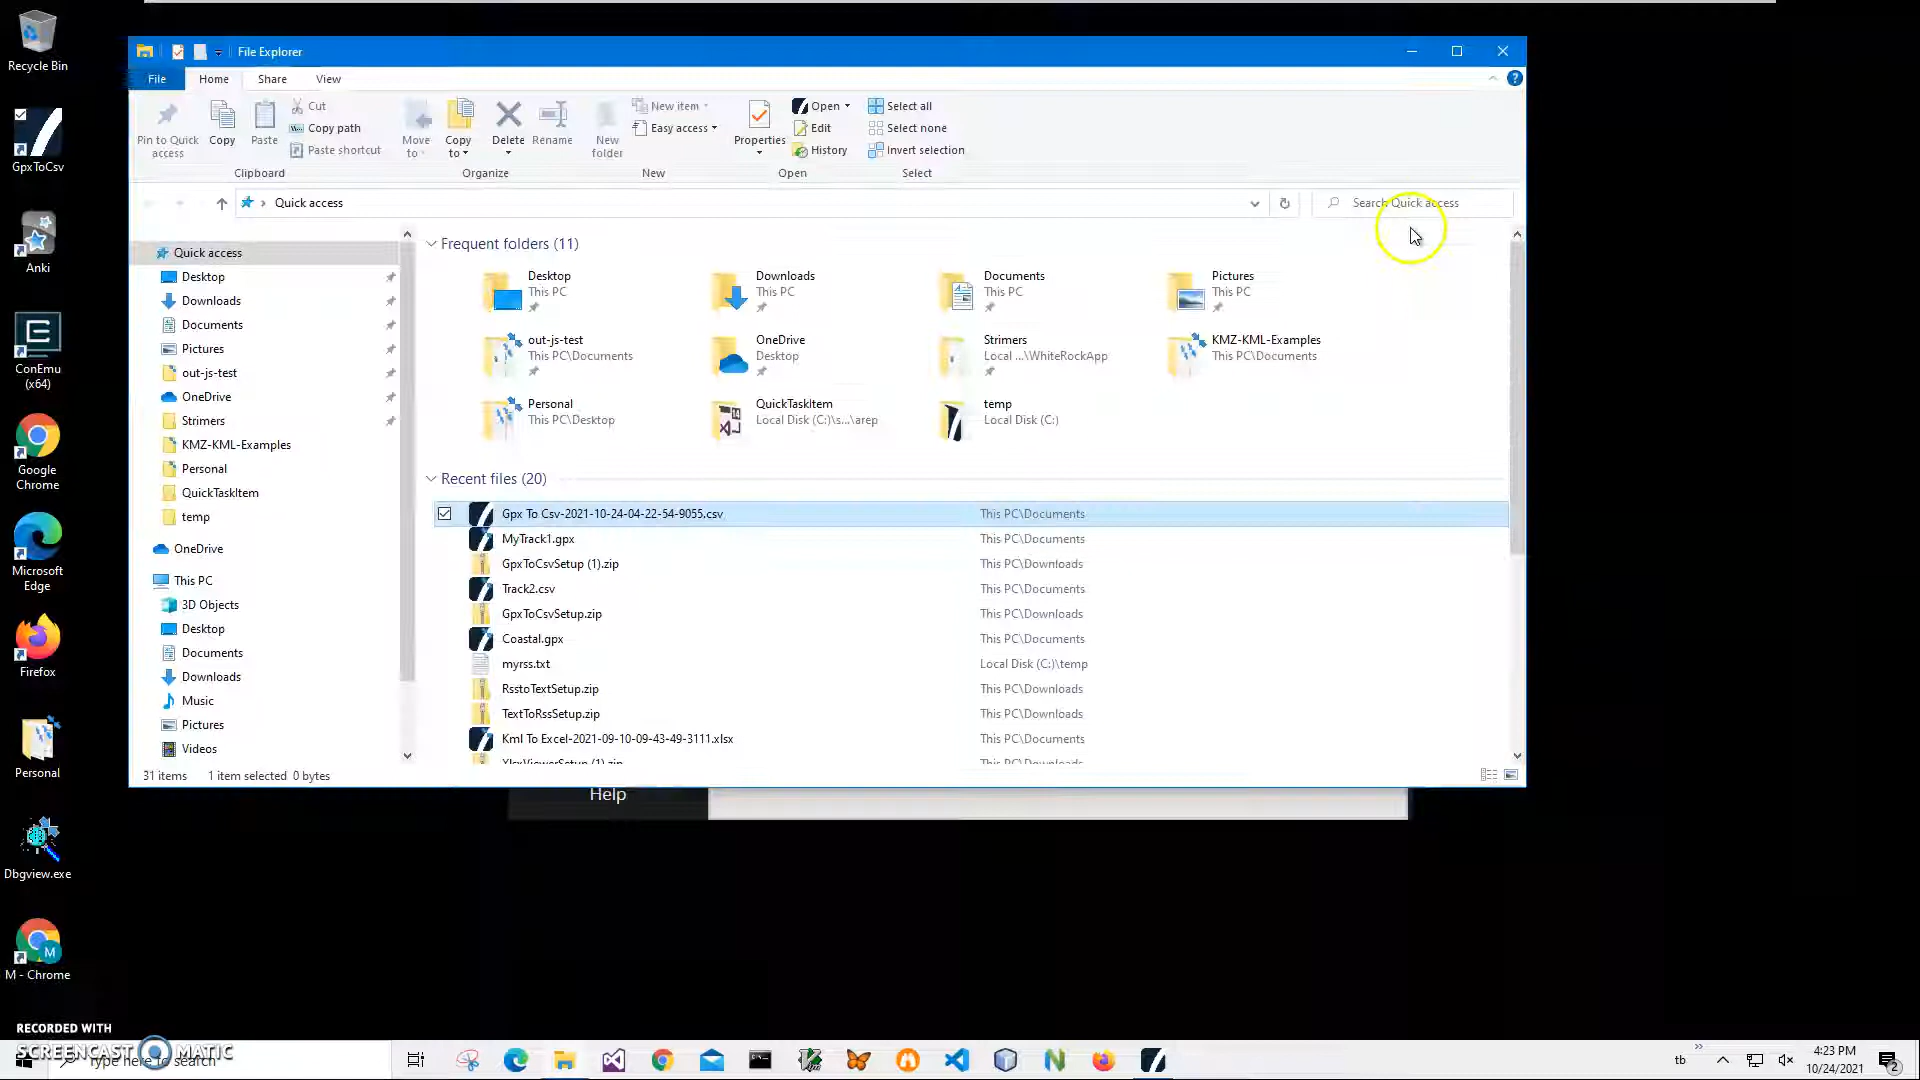 Recycle Bin
GpxToCsv
Anki
ConEmu
(x64)
Google
Chrome
Microsoft
Edge
Firefox
Personal
Dbgview.exe
M
M - Chrome
File Explorer
File
Home
Share
View
Pin to Quick
access
Copy
Paste
Cut
Copy path
Paste shortcut
Clipboard
Move
to
Copy
to
Delete
Rename
Organize
New
folder
New item
Easy access
New
Properties
Open
Edit
History
Open
Select all
Select none
Invert selection
Select
Quick access
Search Quick access
Quick access
Desktop
Downloads
Documents
Pictures
out-js-test
OneDrive
Strimers
KMZ-KML-Examples
Personal
QuickTaskItem
temp
OneDrive
This PC
3D Objects
Desktop
Documents
Downloads
Music
Pictures
Videos
Frequent folders (11)
Desktop
This PC
Downloads
This PC
Documents
This PC
Pictures
This PC
out-js-test
This PC\Documents
OneDrive
Desktop
Strimers
Local ...\WhiteRockApp
KMZ-KML-Examples
This PC\Documents
Personal
This PC\Desktop
QuickTaskItem
Local Disk (C:)\s...\arep
temp
Local Disk (C:)
Recent files (20)
Gpx To Csv-2021-10-24-04-22-54-9055.csv This PC\Documents
MyTrack1.gpx This PC\Documents
GpxToCsvSetup (1).zip This PC\Downloads
Track2.csv This PC\Documents
GpxToCsvSetup.zip This PC\Downloads
Coastal.gpx This PC\Documents
myrss.txt Local Disk (C:)\temp
RsstoTextSetup.zip This PC\Downloads
TextToRssSetup.zip This PC\Downloads
Kml To Excel-2021-09-10-09-43-49-3111.xlsx This PC\Documents
XlsxViewerSetup (1).zip
31 items 1 item selected 0 bytes
Help
RECORDED WITH
SCREENCAST MATIC
Type here to search
tb
4:23 PM
10/24/2021
2